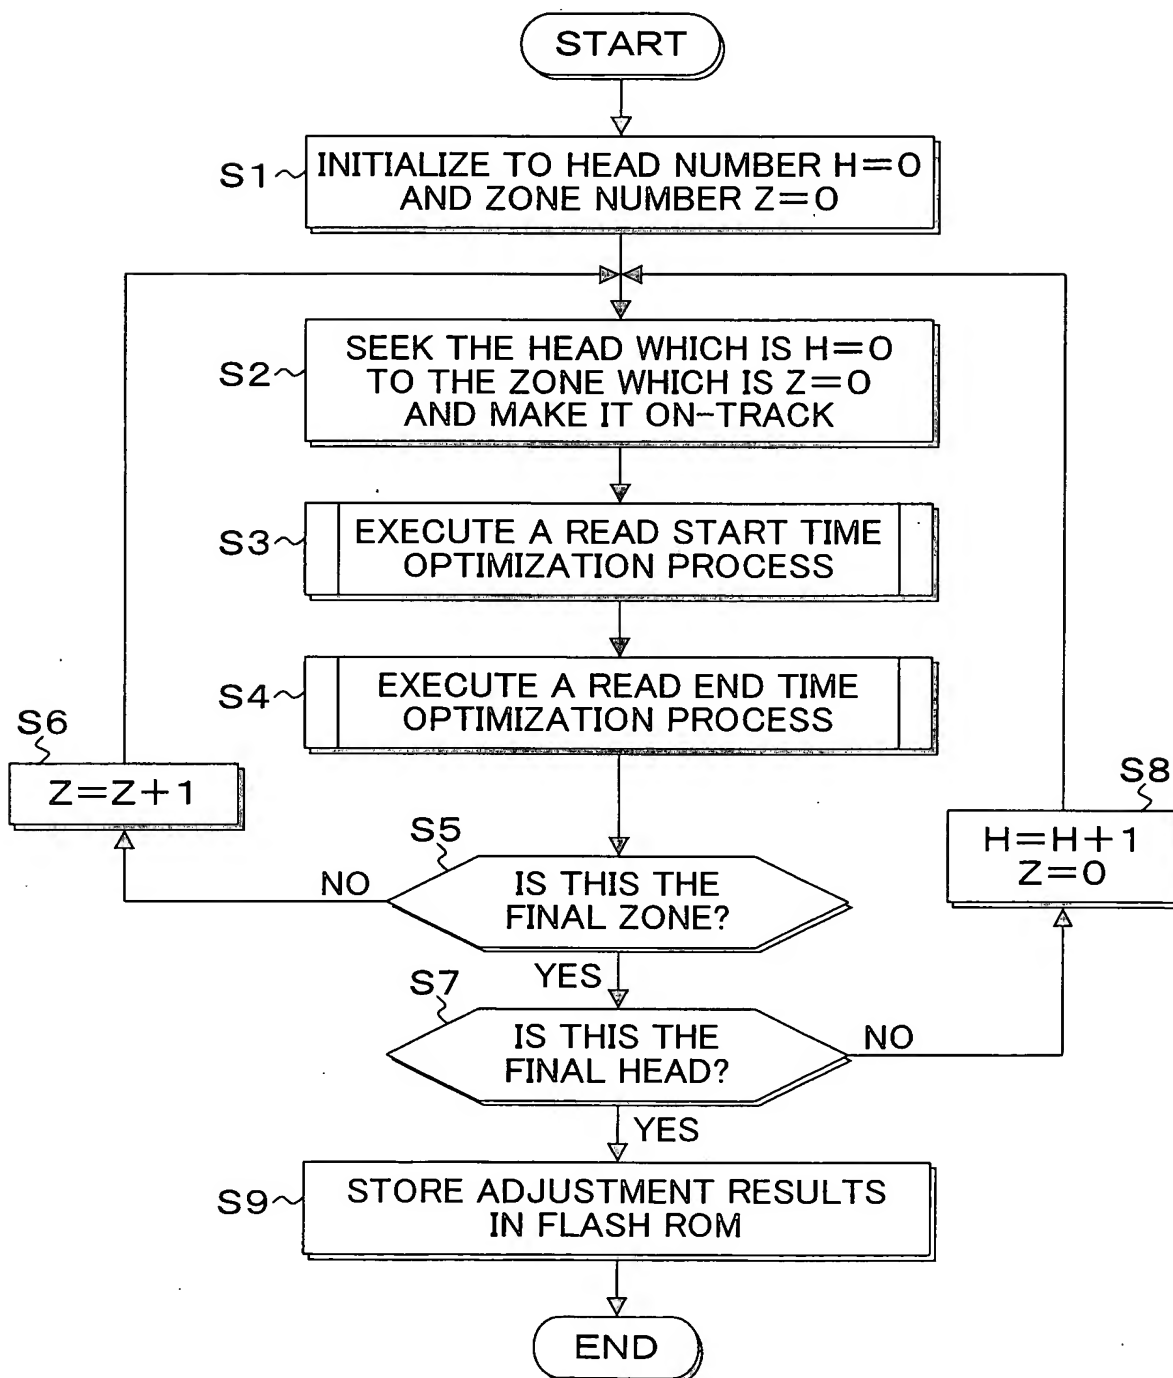 START
S1
INITIALIZE TO HEAD NUMBER H=0
AND ZONE NUMBER Z=0
S2
SEEK THE HEAD WHICH IS H=0
TO THE ZONE WHICH IS Z=0
AND MAKE IT ON-TRACK
S3
EXECUTE A READ START TIME
OPTIMIZATION PROCESS
S4
EXECUTE A READ END TIME
OPTIMIZATION PROCESS
S6
Z=Z+1
S8
H=H+1
Z=0
S5
NO
IS THIS THE
FINAL ZONE?
YES
S7
IS THIS THE
FINAL HEAD?
NO
YES
S9
STORE ADJUSTMENT RESULTS
IN FLASH ROM
END